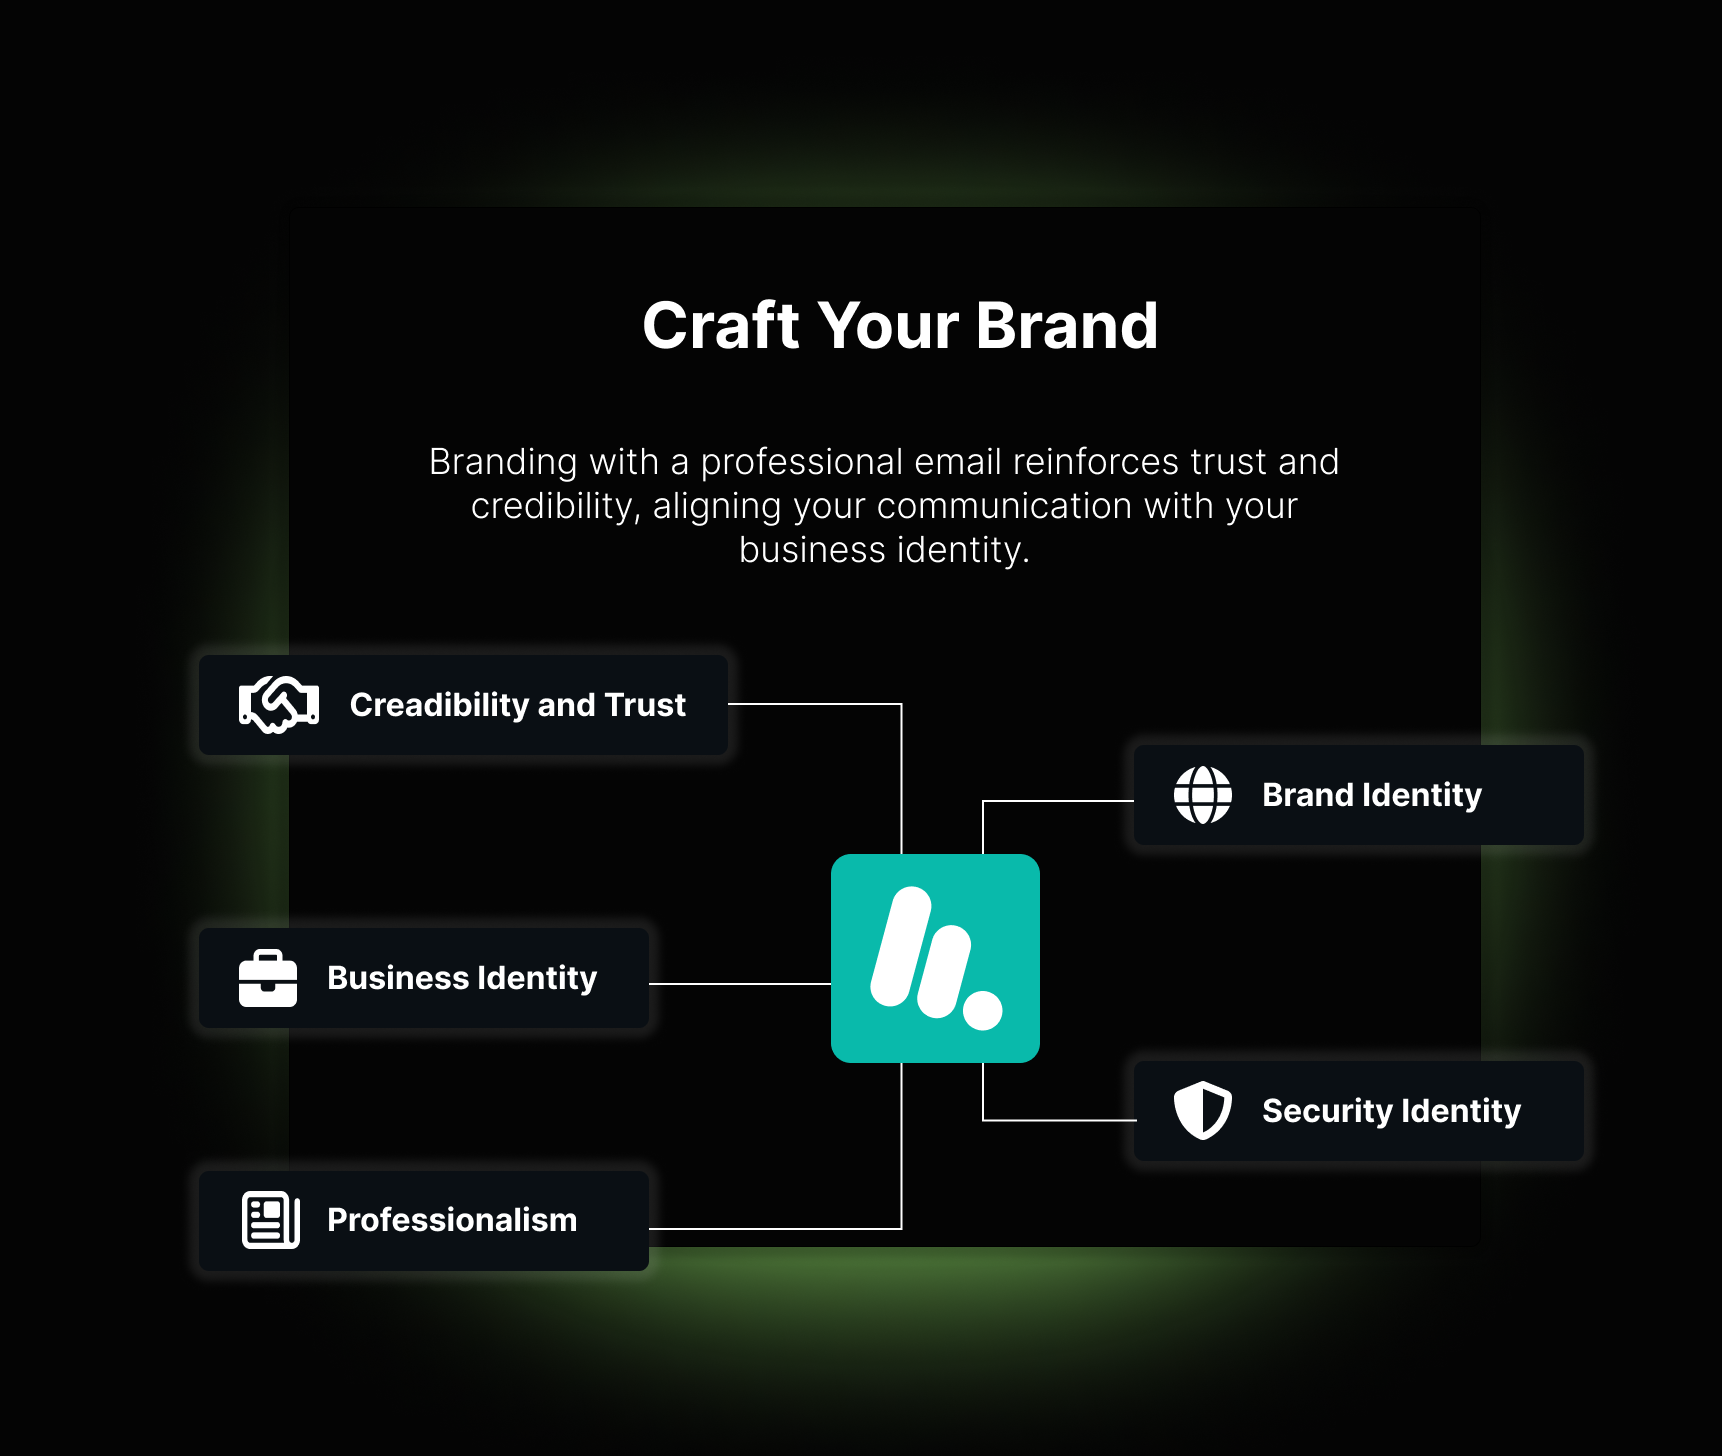 Craft Your Brand
Branding with a professional email reinforces trust and
credibility, aligning your communication with your
business identity.
Creadibility and Trust
Brand Identity
Business Identity
Security Identity
Professionalism